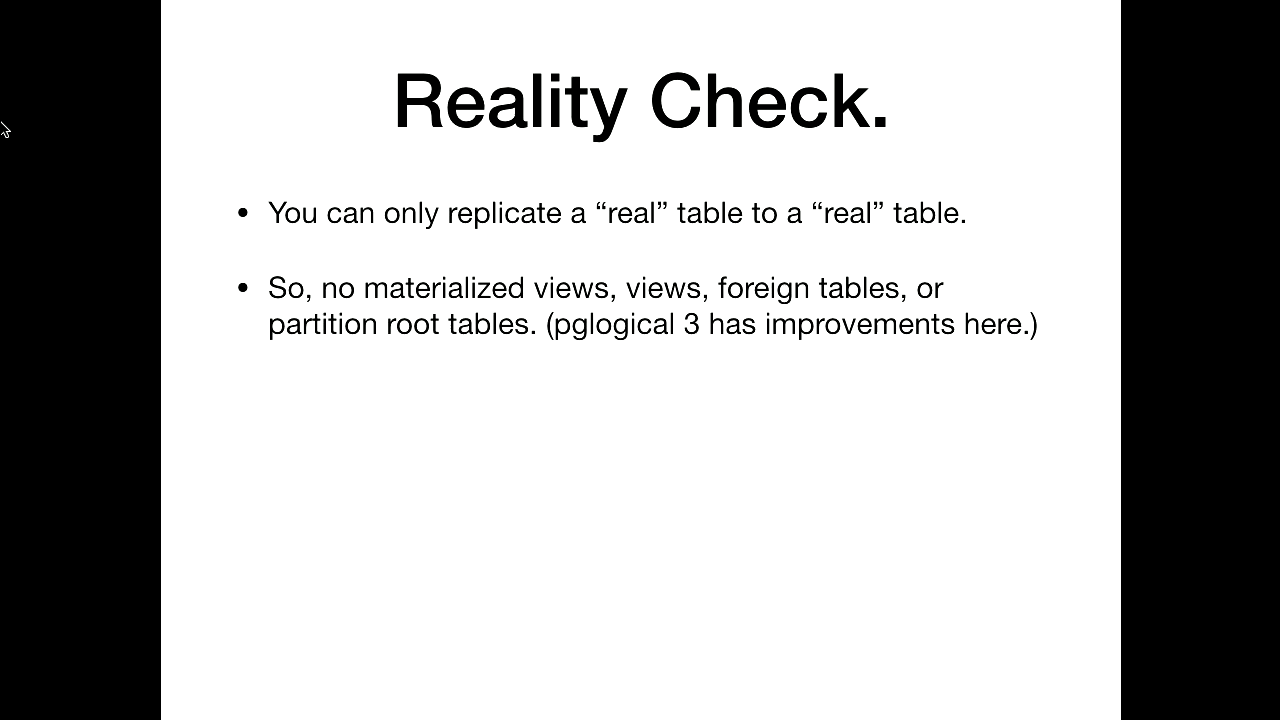 Reality Check.
• You can only replicate a “real” table to a “real” table.
• So, no materialized views, views, foreign tables, or
partition root tables. (pglogical 3 has improvements here.)